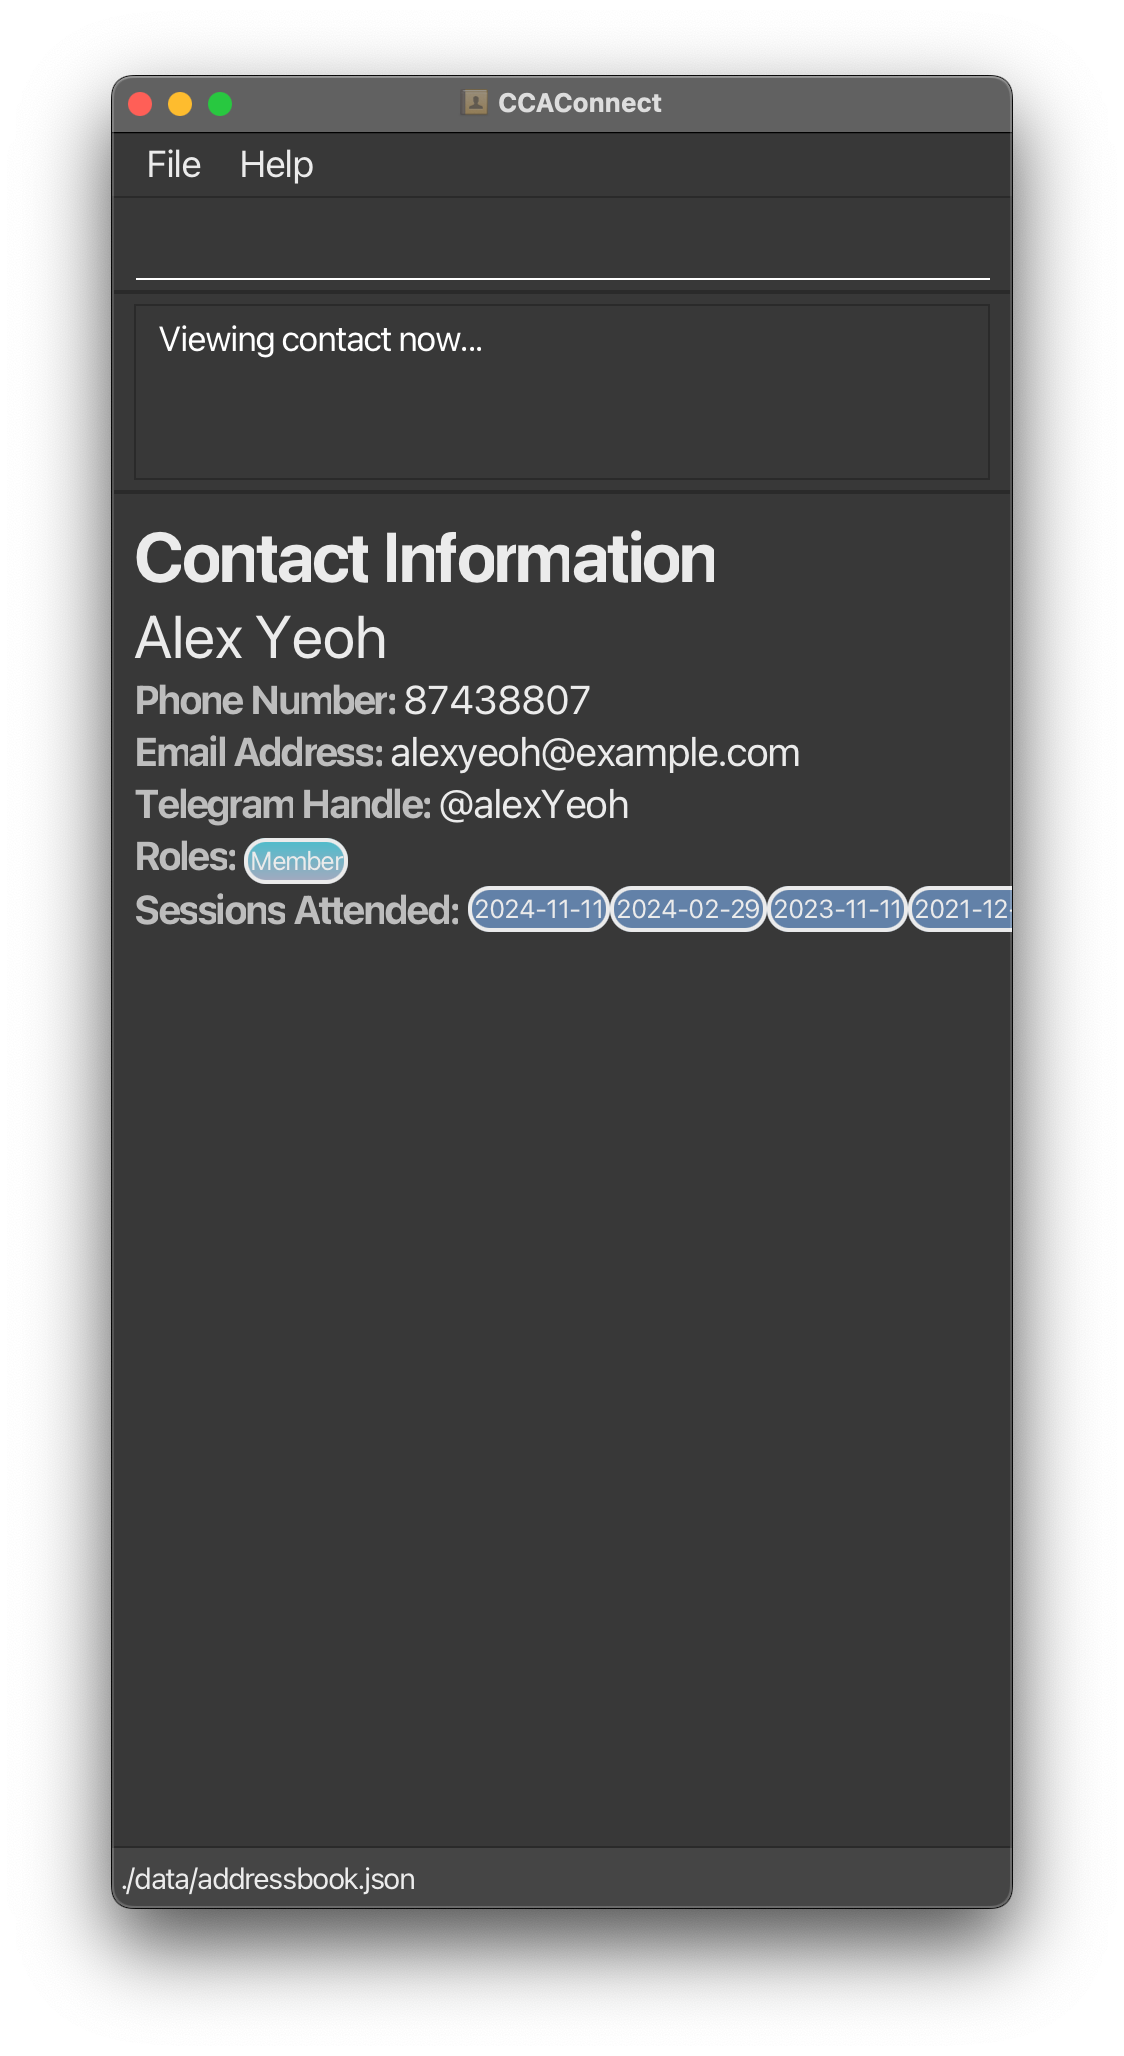 CCAConnect
File Help
Viewing contact now...
Contact Information
Alex Yeoh
Phone Number: 87438807
Email Address: alexyeoh@example.com
Telegram Handle: @alexYeoh
Roles: Member
Sessions Attended: 2024-11-11 2024-02-29 2023-11-11 2021-12-
./data/addressbook.json